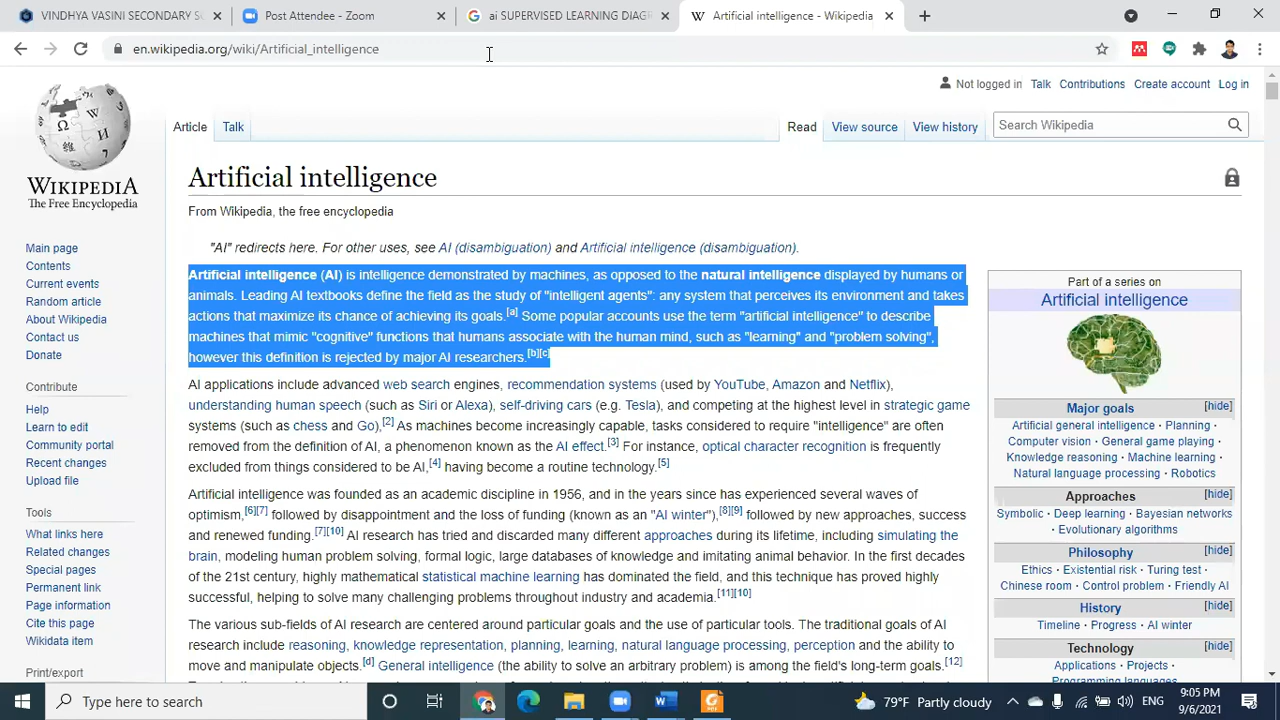 VINDHYA VASINI SECONDARY SC
Post Attendee - Zoom
ai SUPERVISED LEARNING DIAGR
Artificial intelligence - Wikipedia
en.wikipedia.org/wiki/Artificial_intelligence
Not logged in Talk Contributions Create account Log in
Article Talk
Read View source View history
Search Wikipedia
WIKIPEDIA
The Free Encyclopedia
Main page
Contents
Current events
Random article
About Wikipedia
Contact us
Donate
Contribute
Help
Learn to edit
Community portal
Recent changes
Upload file
Tools
What links here
Related changes
Special pages
Permanent link
Page information
Cite this page
Wikidata item
Print/export
Artificial intelligence
From Wikipedia, the free encyclopedia
"AI" redirects here. For other uses, see AI (disambiguation) and Artificial intelligence (disambiguation).
Artificial intelligence (AI) is intelligence demonstrated by machines, as opposed to the natural intelligence displayed by humans or
animals. Leading AI textbooks define the field as the study of "intelligent agents": any system that perceives its environment and takes
actions that maximize its chance of achieving its goals.[a] Some popular accounts use the term "artificial intelligence" to describe
machines that mimic "cognitive" functions that humans associate with the human mind, such as "learning" and "problem solving",
however this definition is rejected by major AI researchers.[b][c]
AI applications include advanced web search engines, recommendation systems (used by YouTube, Amazon and Netflix),
understanding human speech (such as Siri or Alexa), self-driving cars (e.g. Tesla), and competing at the highest level in strategic game
systems (such as chess and Go),[2] As machines become increasingly capable, tasks considered to require "intelligence" are often
removed from the definition of AI, a phenomenon known as the AI effect.[3] For instance, optical character recognition is frequently
excluded from things considered to be AI,[4] having become a routine technology.[5]
Artificial intelligence was founded as an academic discipline in 1956, and in the years since has experienced several waves of
optimism,[6][7] followed by disappointment and the loss of funding (known as an "AI winter"),[8][9] followed by new approaches, success
and renewed funding.[7][10] AI research has tried and discarded many different approaches during its lifetime, including simulating the
brain, modeling human problem solving, formal logic, large databases of knowledge and imitating animal behavior. In the first decades
of the 21st century, highly mathematical statistical machine learning has dominated the field, and this technique has proved highly
successful, helping to solve many challenging problems throughout industry and academia.[11][10]
The various sub-fields of AI research are centered around particular goals and the use of particular tools. The traditional goals of AI
research include reasoning, knowledge representation, planning, learning, natural language processing, perception and the ability to
move and manipulate objects.[d] General intelligence (the ability to solve an arbitrary problem) is among the field's long-term goals.[12]
Part of a series on
Artificial intelligence
Major goals [hide]
Artificial general intelligence · Planning ·
Computer vision · General game playing ·
Knowledge reasoning · Machine learning ·
Natural language processing · Robotics
Approaches [hide]
Symbolic · Deep learning · Bayesian networks
· Evolutionary algorithms
Philosophy [hide]
Ethics · Existential risk · Turing test ·
Chinese room · Control problem · Friendly AI
History [hide]
Timeline · Progress · AI winter
Technology [hide]
Applications · Projects ·
Programming languages
Type here to search
79°F Partly cloudy
ENG
9:05 PM
9/6/2021